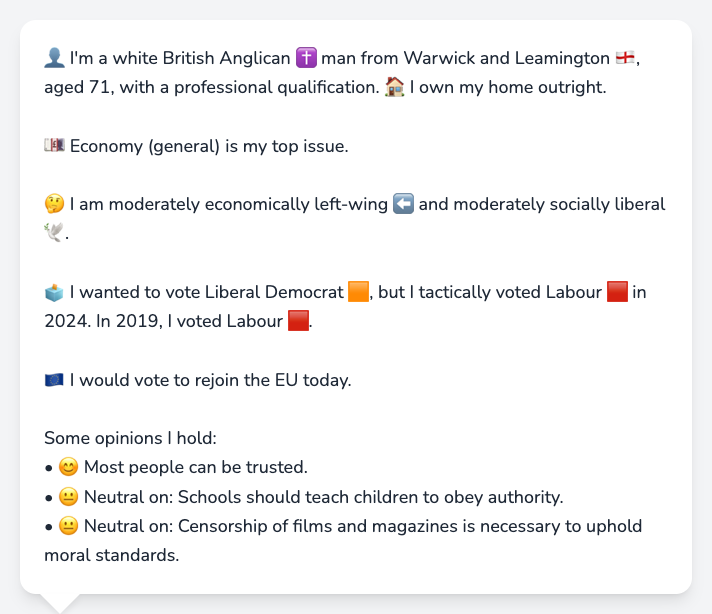 👤 I'm a white British Anglican ✝️ man from Warwick and Leamington 🏴󠁧󠁢󠁥󠁮󠁧󠁿,
aged 71, with a professional qualification. 🏠 I own my home outright.
💷 Economy (general) is my top issue.
🤔 I am moderately economically left-wing ⬅️ and moderately socially liberal
🕊️.
🗳️ I wanted to vote Liberal Democrat 🟧, but I tactically voted Labour 🟥 in
2024. In 2019, I voted Labour 🟥.
🇪🇺 I would vote to rejoin the EU today.
Some opinions I hold:
• 😊 Most people can be trusted.
• 😐 Neutral on: Schools should teach children to obey authority.
• 😐 Neutral on: Censorship of films and magazines is necessary to uphold
moral standards.